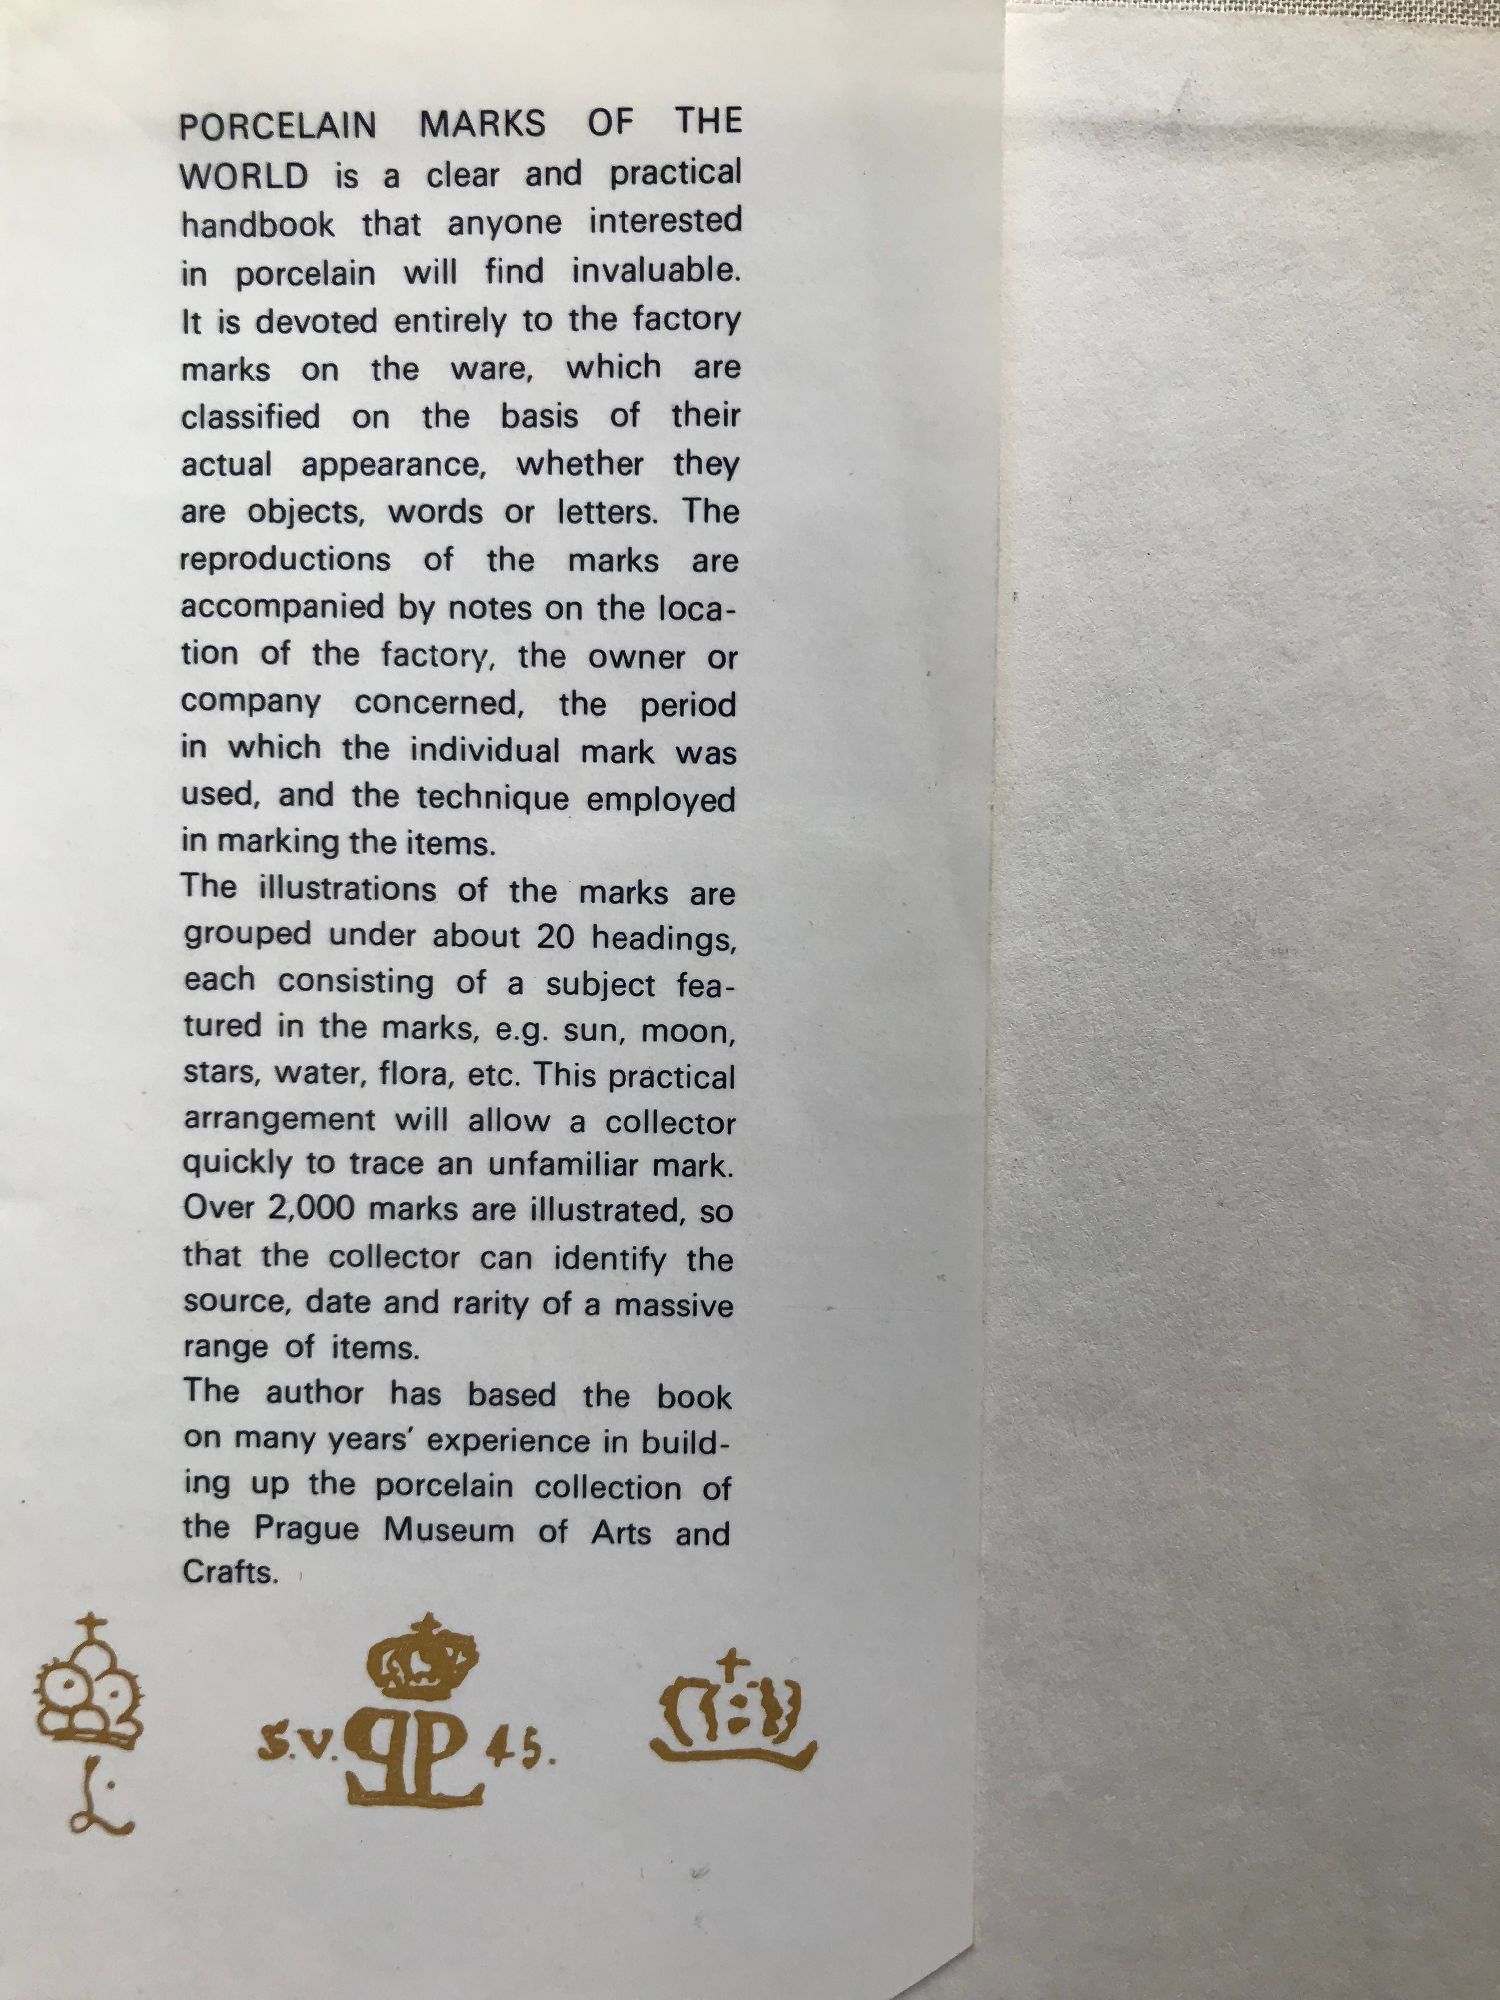 PORCELAIN MARKS OF THE
WORLD is a clear and practical
handbook that anyone interested
in porcelain will find invaluable.
It is devoted entirely to the factory
marks on the ware, which are
classified on the basis of their
actual appearance, whether they
are objects, words or letters. The
reproductions of the marks are
accompanied by notes on the loca-
tion of the factory, the owner or
company concerned, the period
in which the individual mark was
used, and the technique employed
in marking the items.
The illustrations of the marks are
grouped under about 20 headings,
each consisting of a subject fea-
tured in the marks, e.g. sun, moon,
stars, water, flora, etc. This practical
arrangement will allow a collector
quickly to trace an unfamiliar mark.
Over 2,000 marks are illustrated, so
that the collector can identify the
source, date and rarity of a massive
range of items.
The author has based the book
on many years’ experience in build-
ing up the porcelain collection of
the Prague Museum of Arts and
Crafts.
S.V. 45.
L